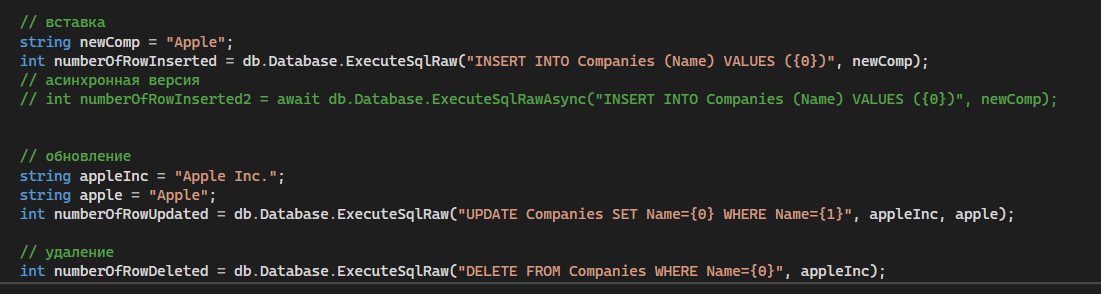 // вставка
string newComp = "Apple";
int numberOfRowInserted = db.Database.ExecuteSqlRaw("INSERT INTO Companies (Name) VALUES ({0})", newComp);
// асинхронная версия
// int numberOfRowInserted2 = await db.Database.ExecuteSqlRawAsync("INSERT INTO Companies (Name) VALUES ({0})", newComp);
// обновление
string appleInc = "Apple Inc.";
string apple = "Apple";
int numberOfRowUpdated = db.Database.ExecuteSqlRaw("UPDATE Companies SET Name={0} WHERE Name={1}", appleInc, apple);
// удаление
int numberOfRowDeleted = db.Database.ExecuteSqlRaw("DELETE FROM Companies WHERE Name={0}", appleInc);